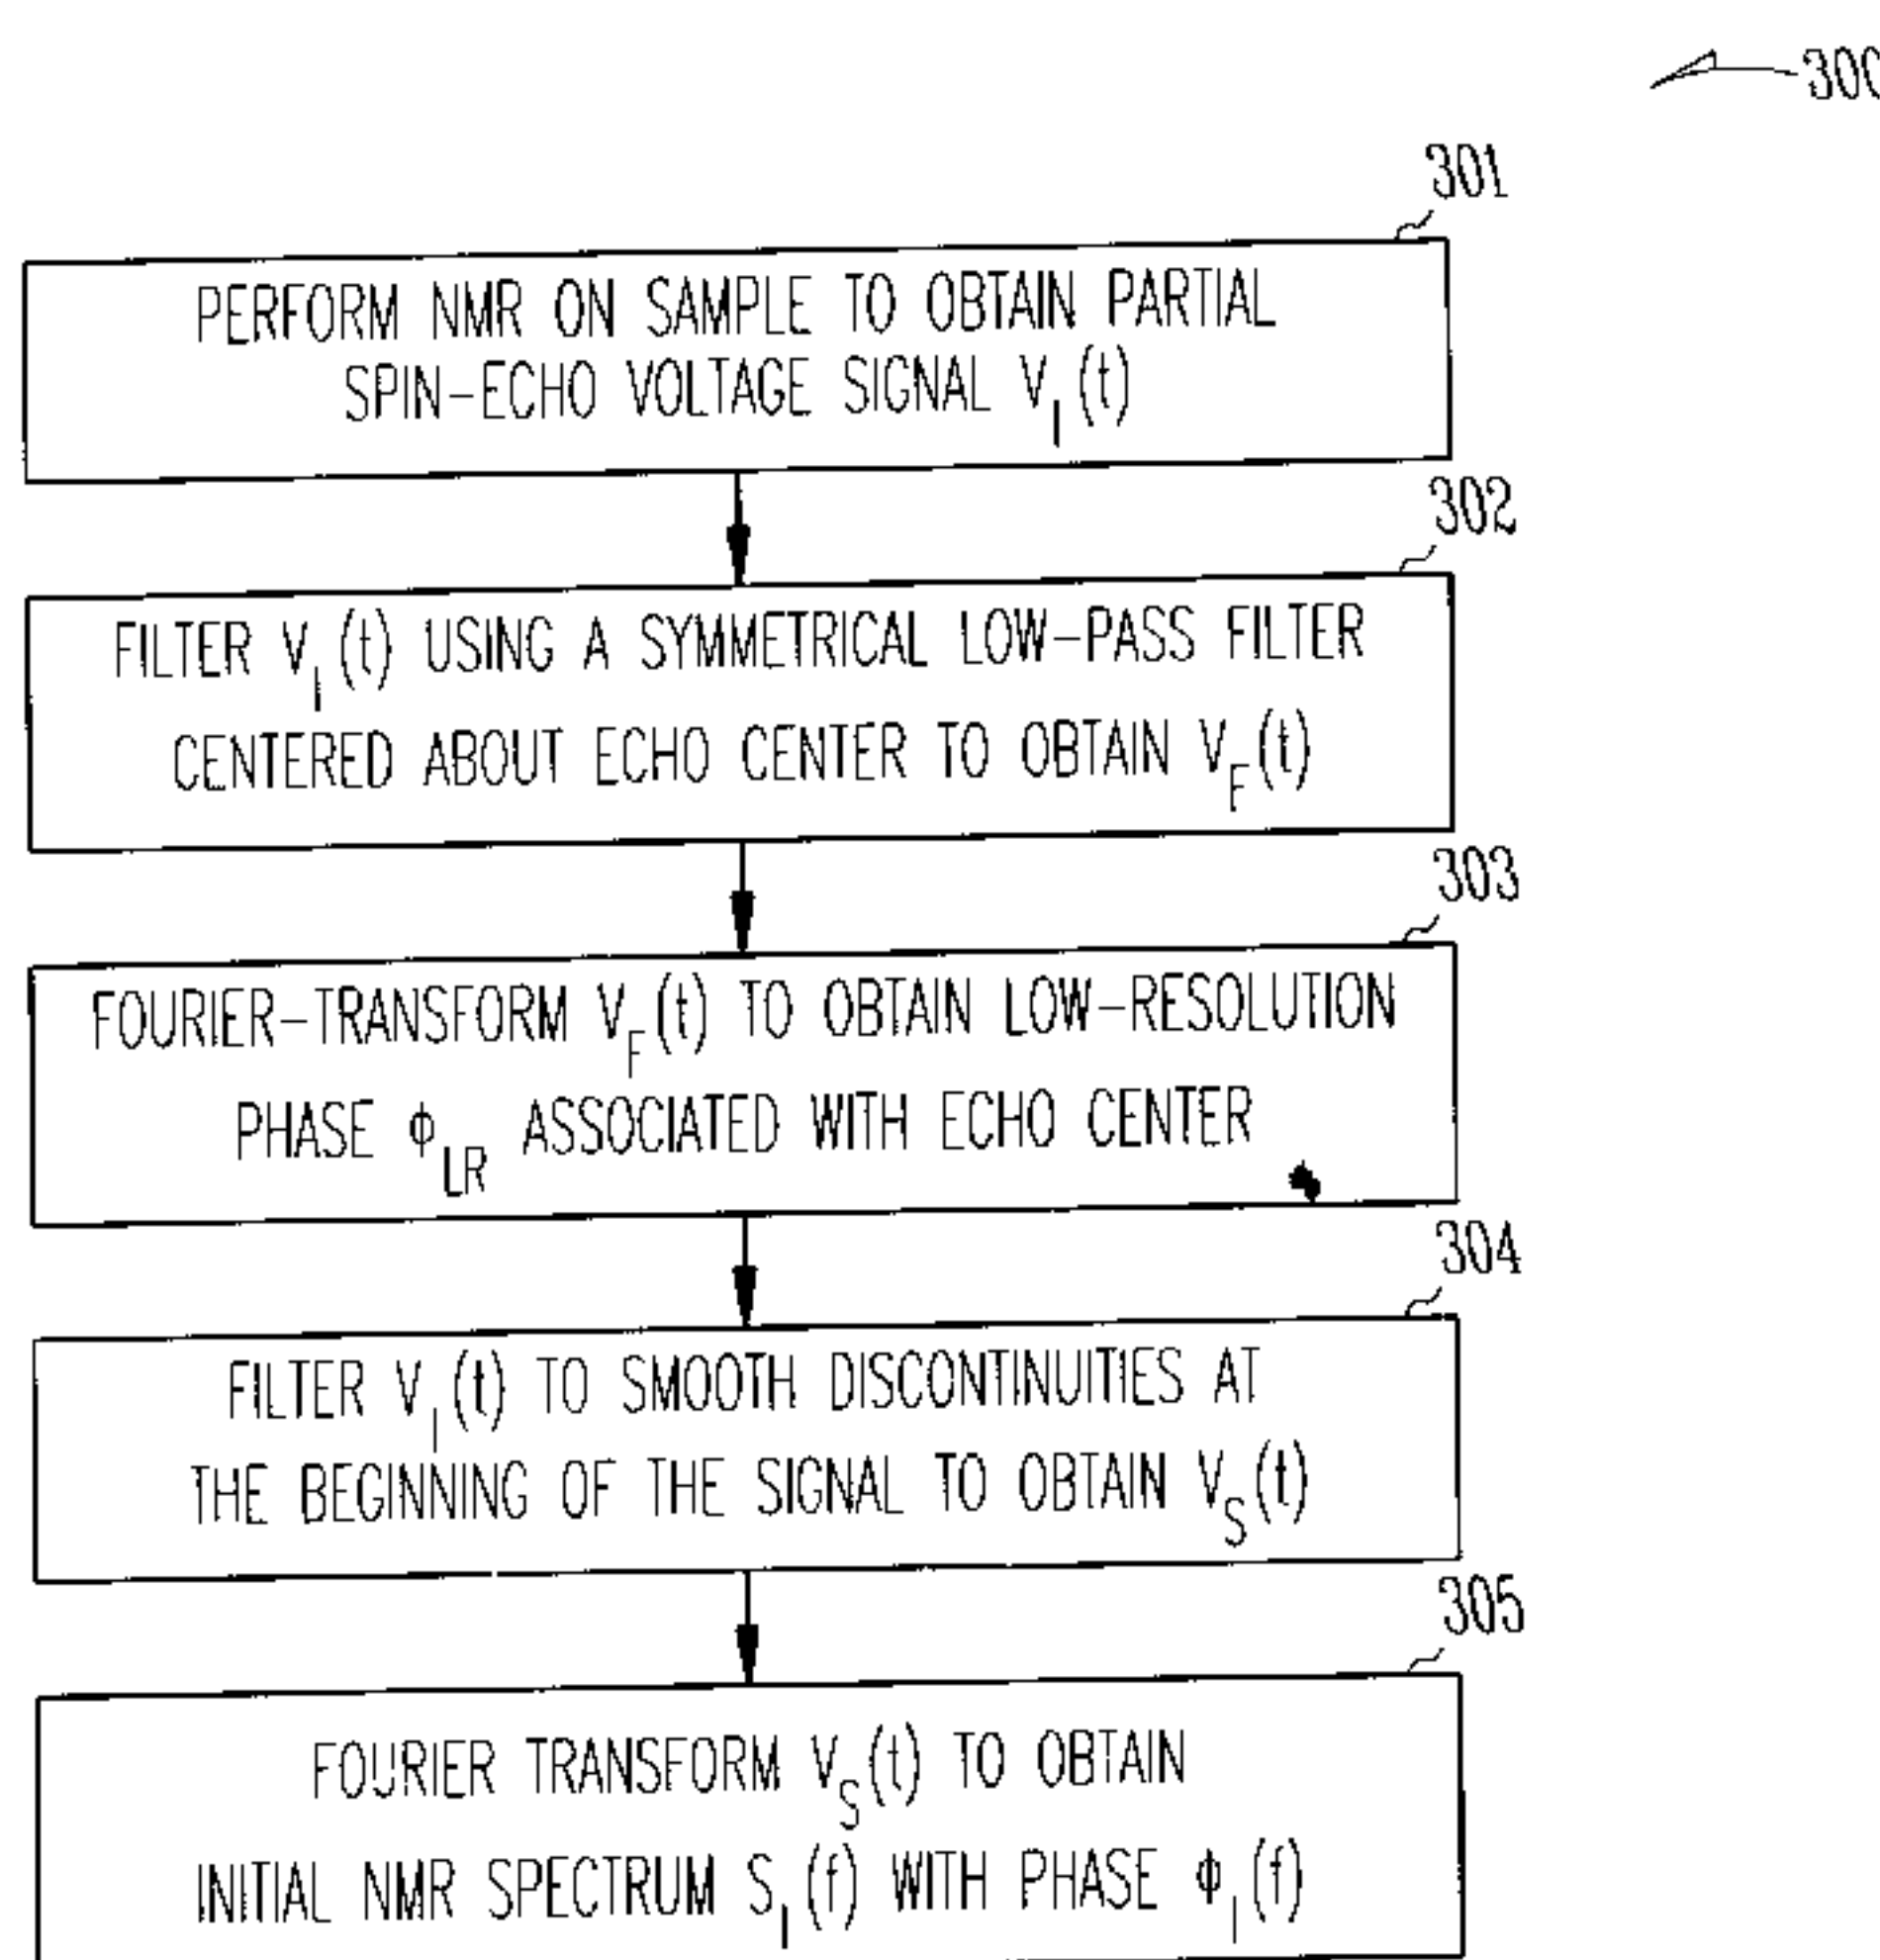 300
301
PERFORM NMR ON SAMPLE TO OBTAIN PARTIAL
SPIN-ECHO VOLTAGE SIGNAL V_I(t)
302
FILTER V_I(t) USING A SYMMETRICAL LOW-PASS FILTER
CENTERED ABOUT ECHO CENTER TO OBTAIN V_F(t)
303
FOURIER-TRANSFORM V_F(t) TO OBTAIN LOW-RESOLUTION
PHASE ϕ_LR ASSOCIATED WITH ECHO CENTER
304
FILTER V_I(t) TO SMOOTH DISCONTINUITIES AT
THE BEGINNING OF THE SIGNAL TO OBTAIN V_S(t)
305
FOURIER TRANSFORM V_S(t) TO OBTAIN
INITIAL NMR SPECTRUM S_I(f) WITH PHASE ϕ_I(f)